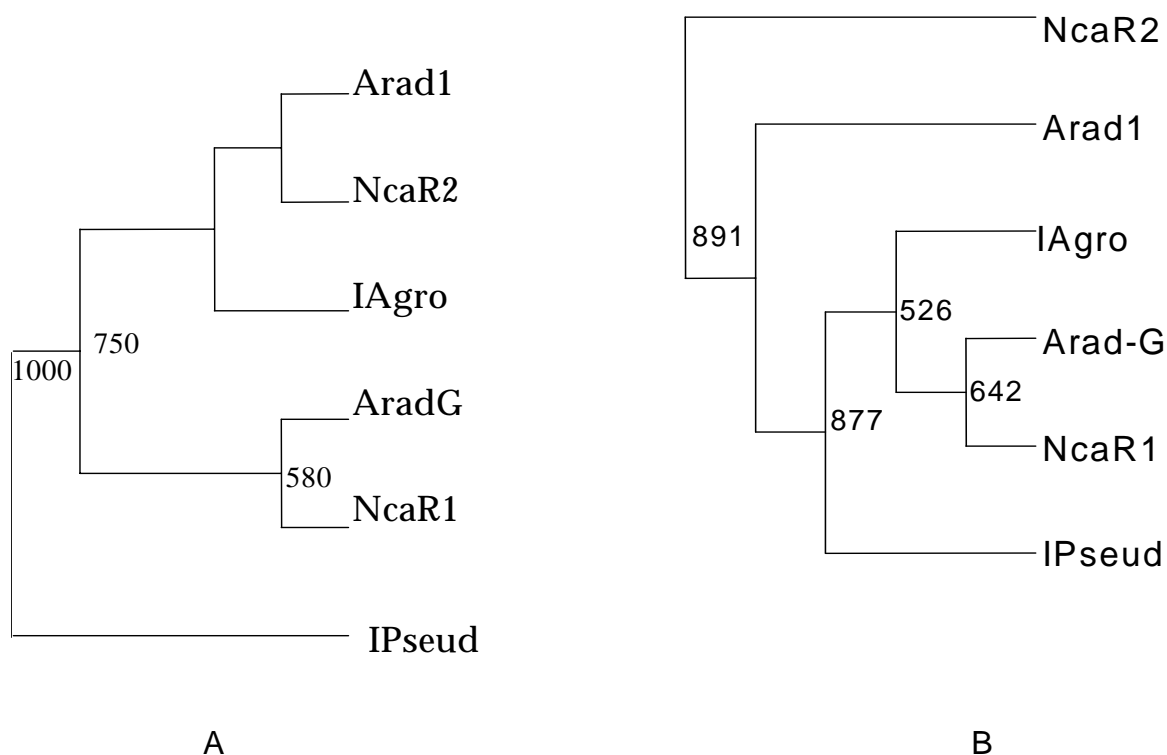 Arad1
NcaR2
IAgro
750
1000
AradG
580
NcaR1
IPseud
A
NcaR2
Arad1
891
IAgro
526
Arad-G
642
877
NcaR1
IPseud
B